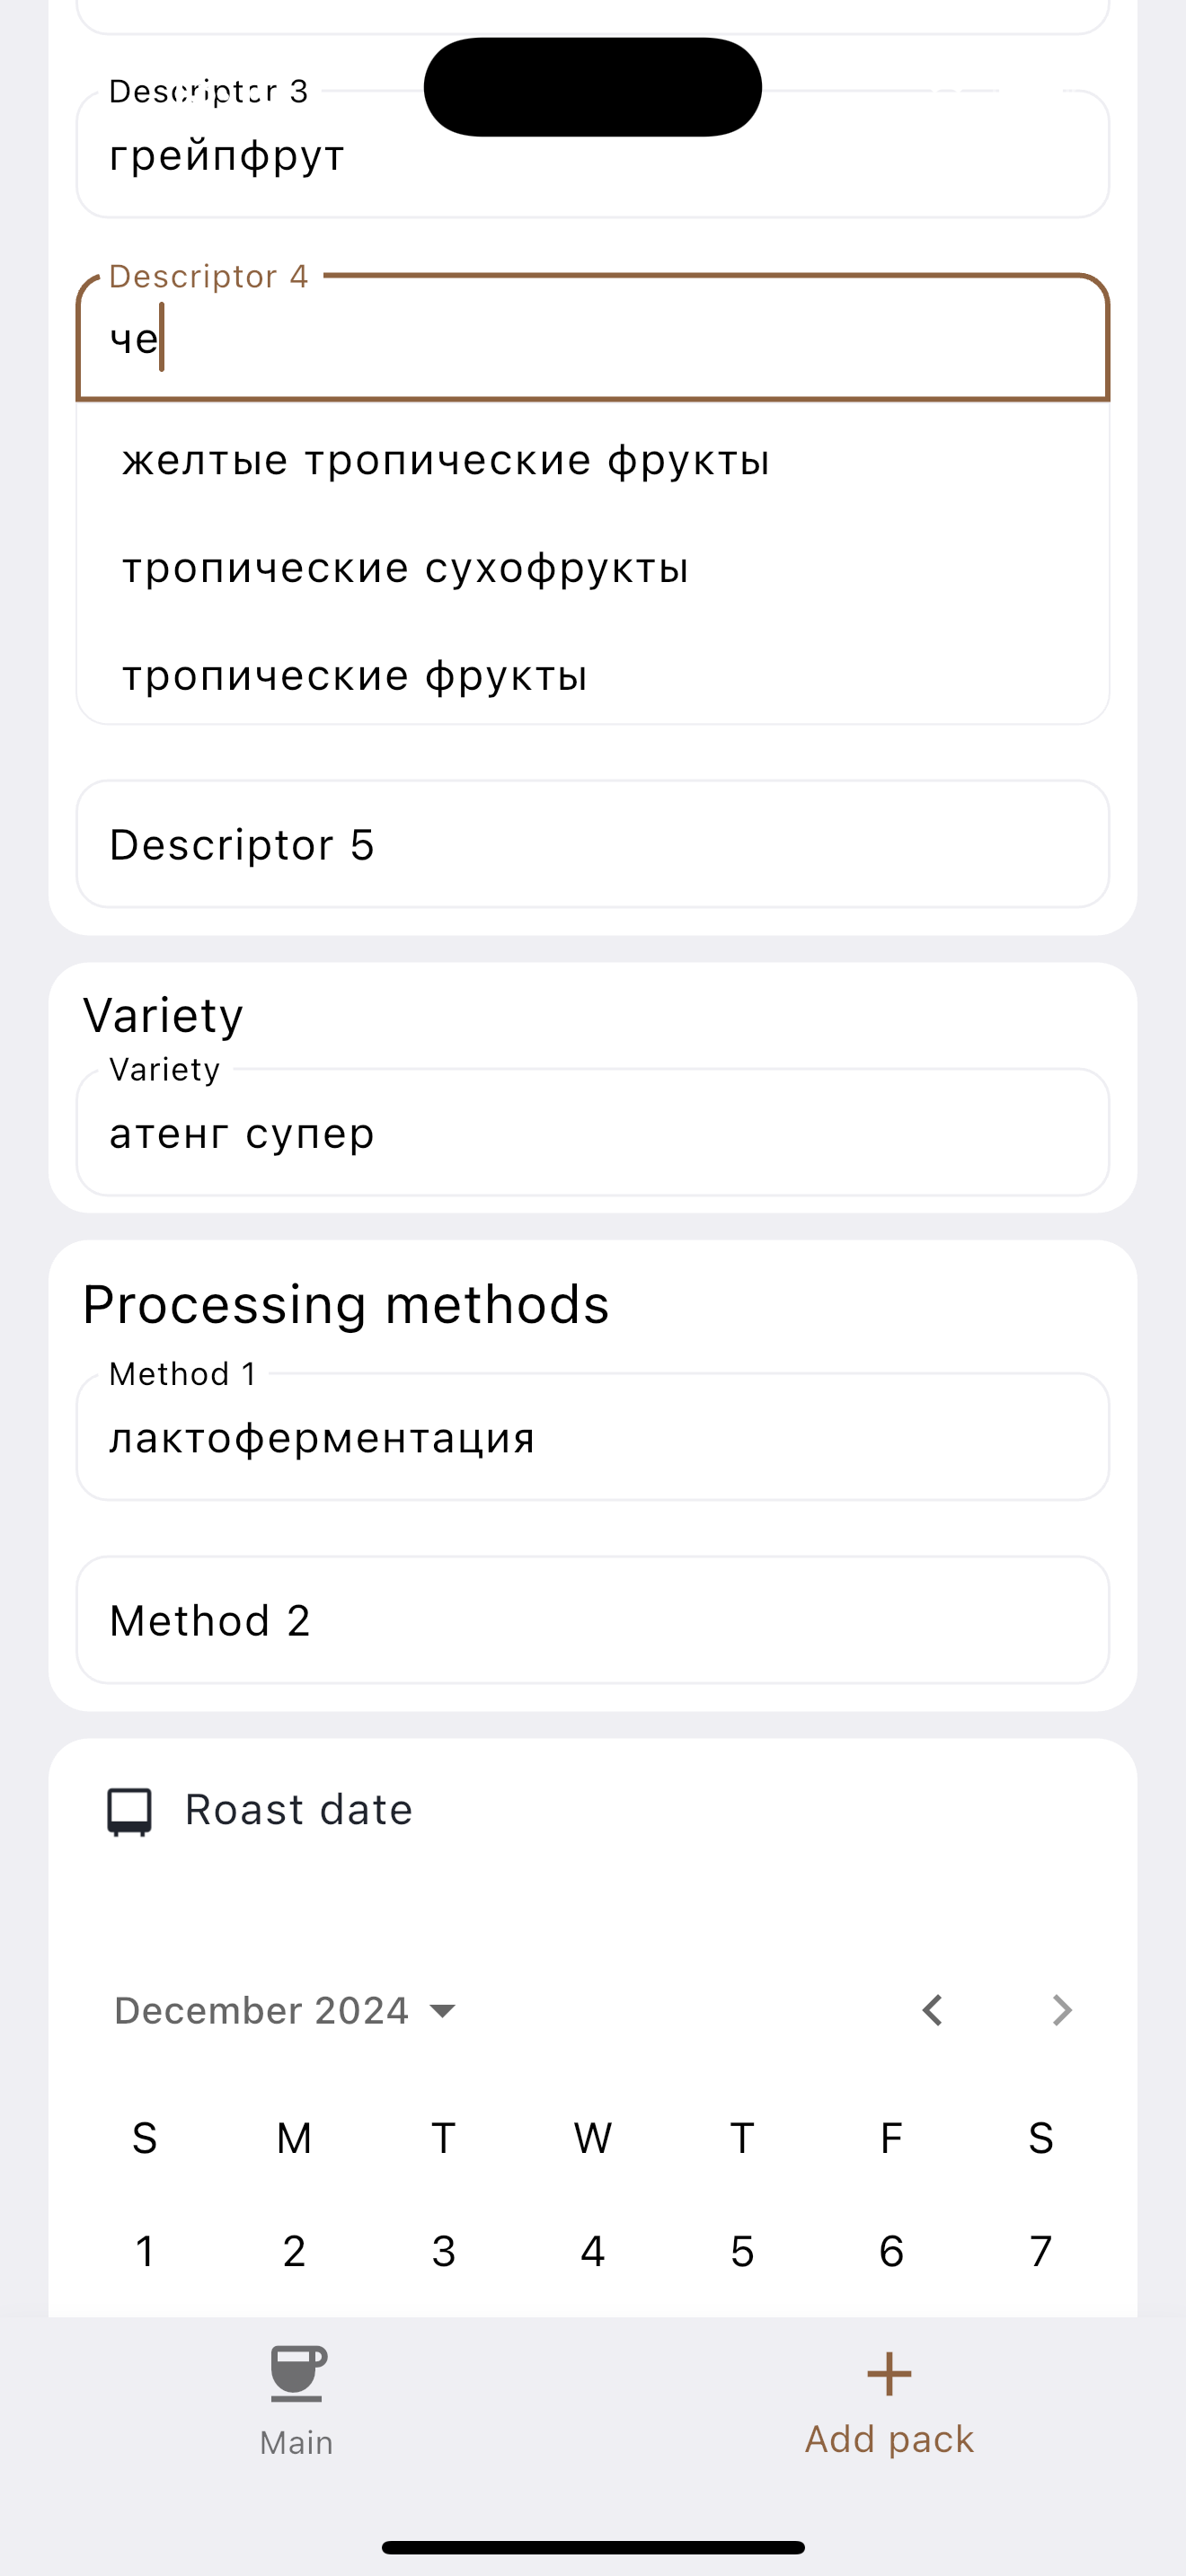 Descriptor 3
грейпфрут
Descriptor 4
че
желтые тропические фрукты
тропические сухофрукты
тропические фрукты
Descriptor 5
Variety
Variety
атенг супер
Processing methods
Method 1
лактоферментация
Method 2
Roast date
December 2024
S M T W T F S
1 2 3 4 5 6 7
Main
Add pack